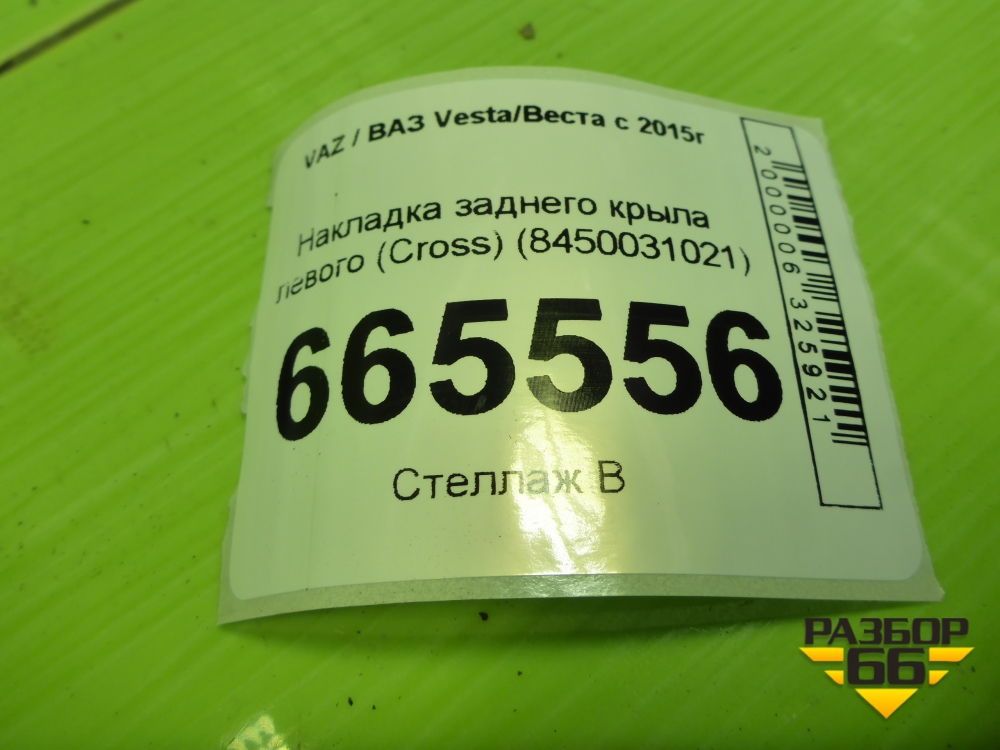 VAZ / ВАЗ Vesta/Веста с 2015г
Накладка заднего крыла
левого (Cross) (8450031021)
665556
Стеллаж В
2000006325921
РАЗБОР
66